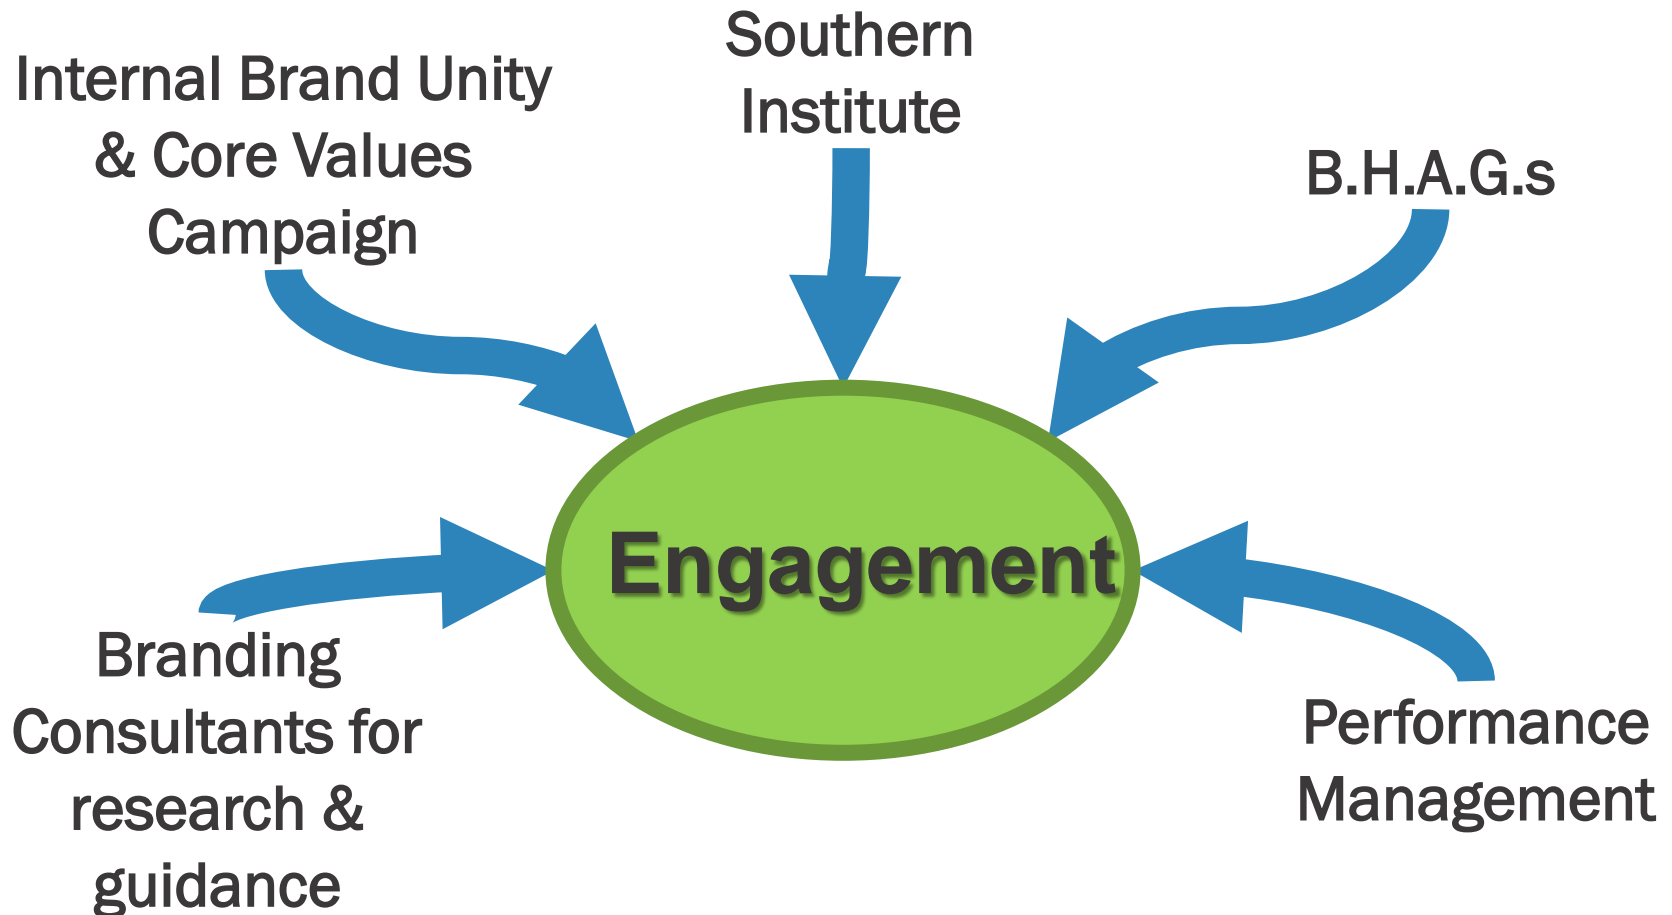 Southern
Institute
Internal Brand Unity
& Core Values
Campaign
B.H.A.G.s
Engagement
Branding
Consultants for
research &
guidance
Performance
Management